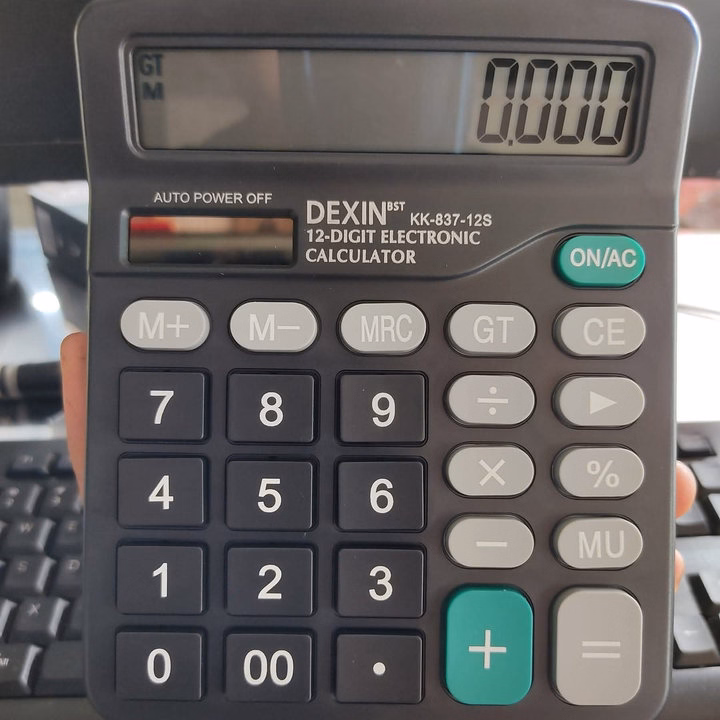 GT
M
0.000
AUTO POWER OFF
DEXIN BST KK-837-12S
12-DIGIT ELECTRONIC
CALCULATOR
ON/AC
M+ M− MRC GT CE
7 8 9 ÷ ▶
4 5 6 × %
1 2 3 − MU
0 00 . + =